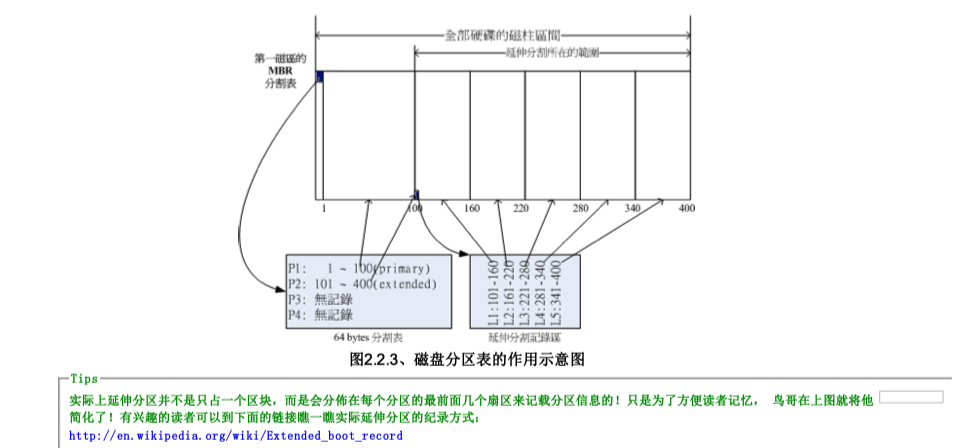 全部硬碟的磁柱區間
延伸分割所在的範圍
第一磁區的
MBR
分割表
1 100 160 220 280 340 400
P1: 1 ~ 100(primary)
P2: 101 ~ 400(extended)
P3: 無記錄
P4: 無記錄
L1:101-160
L2:161-220
L3:221-280
L4:281-340
L5:341-400
64 bytes 分割表
延伸分割記錄區
图2.2.3、磁盘分区表的作用示意图
Tips
实际上延伸分区并不是只占一个区块，而是会分布在每个分区的最前面几个扇区来记载分区信息的！只是为了方便读者记忆， 鸟哥在上图就将他
简化了！有兴趣的读者可以到下面的链接瞧一瞧实际延伸分区的纪录方式：
http://en.wikipedia.org/wiki/Extended_boot_record